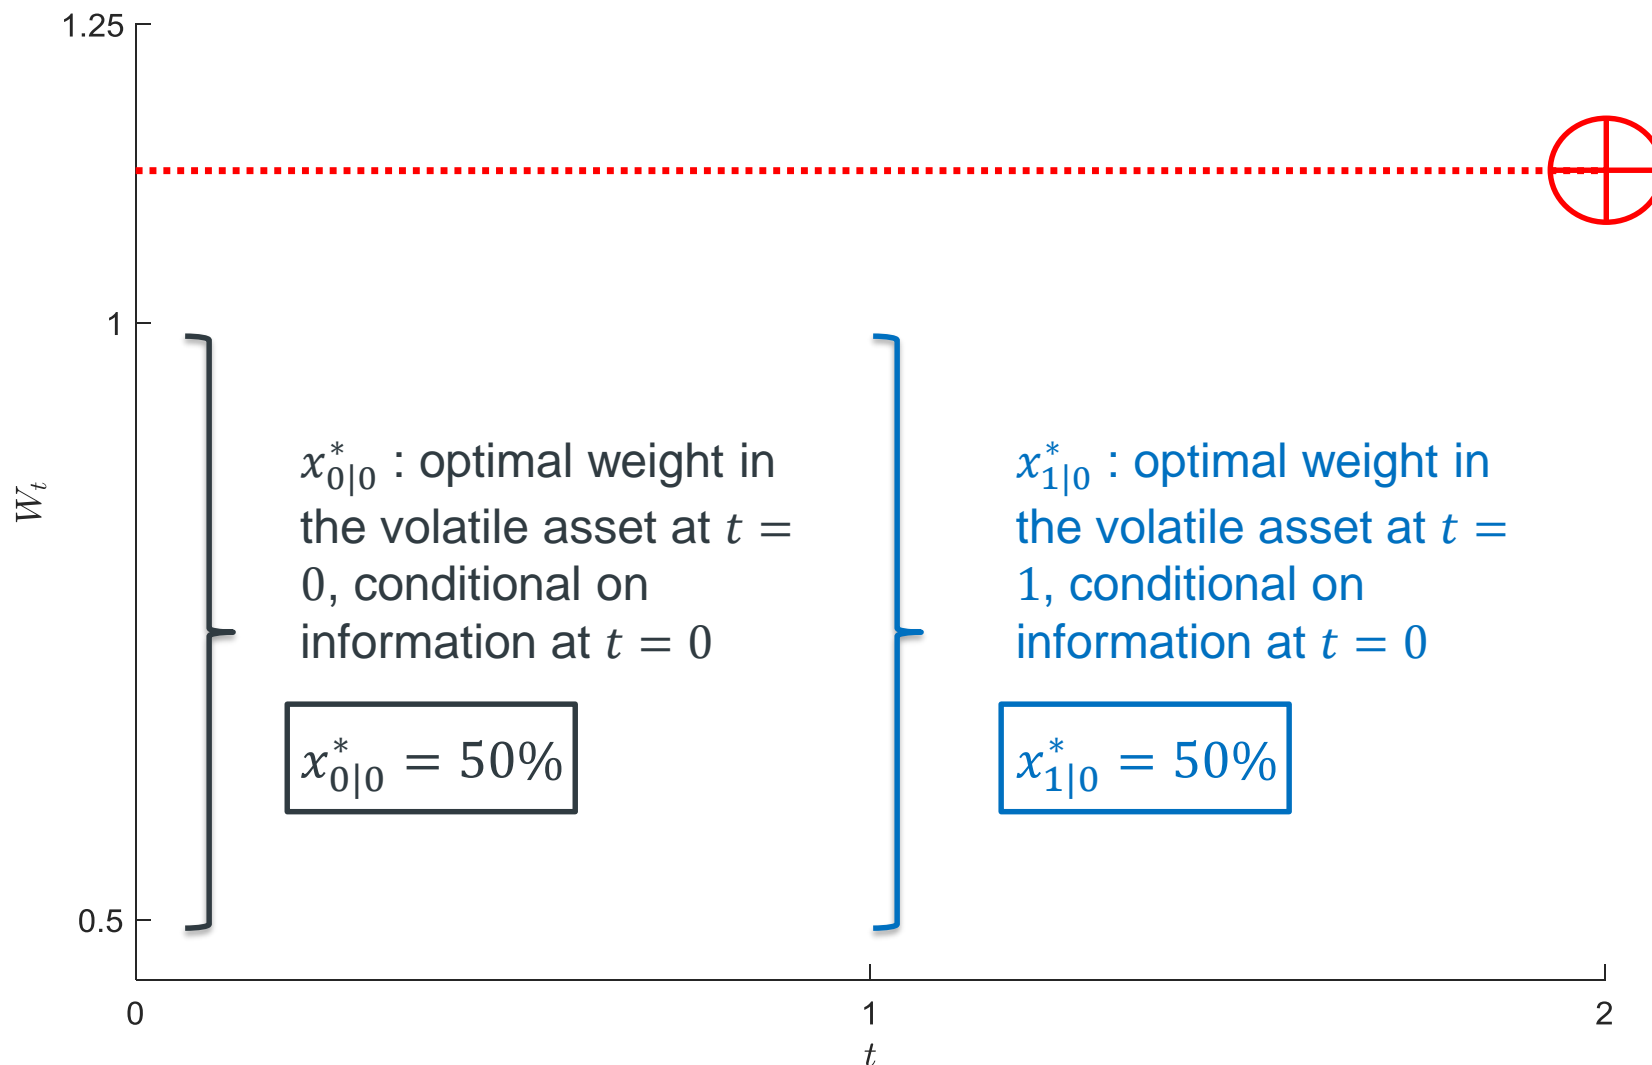 1.25
1
W_t
0.5
x^*_{0|0} : optimal weight in
the volatile asset at t =
0, conditional on
information at t = 0
x^*_{0|0} = 50%
x^*_{1|0} : optimal weight in
the volatile asset at t =
1, conditional on
information at t = 0
x^*_{1|0} = 50%
0
1
2
t